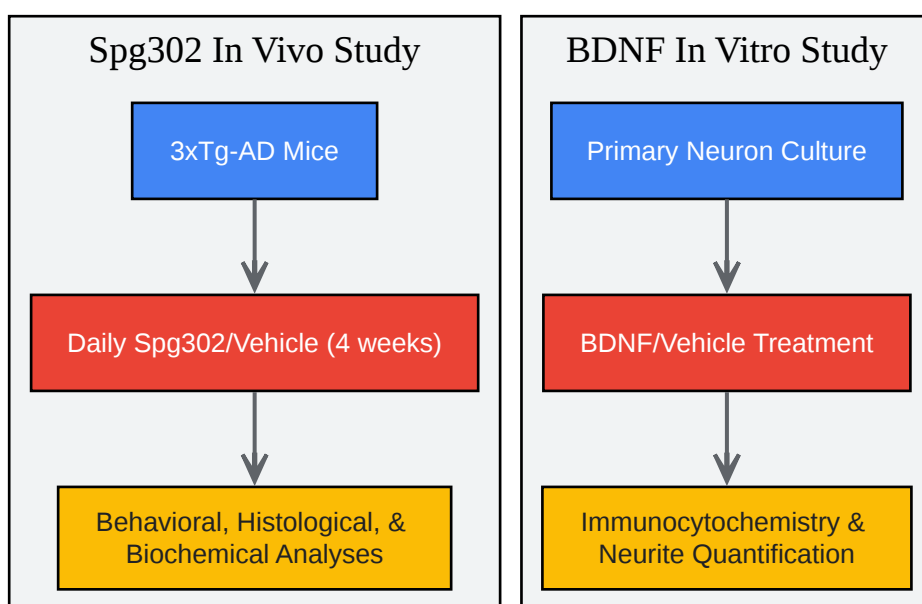 Spg302 In Vivo Study
3xTg-AD Mice
Daily Spg302/Vehicle (4 weeks)
Behavioral, Histological, &
Biochemical Analyses
BDNF In Vitro Study
Primary Neuron Culture
BDNF/Vehicle Treatment
Immunocytochemistry &
Neurite Quantification